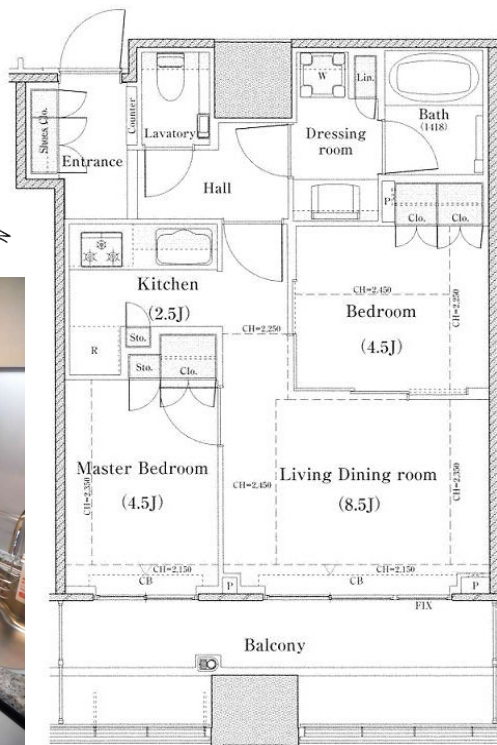 W
Lin.
Shoes Clo.
Counter
Lavatory
Dressing room
Bath
(1418)
Entrance
Hall
P
Clo.
Clo.
N
Kitchen
(2.5J)
CH=2,450
CH=2,250
Bedroom
(4.5J)
CH=2,250
R
Sto.
Sto.
Clo.
Master Bedroom
(4.5J)
CH=2,350
CH=2,450
Living Dining room
(8.5J)
CH=2,350
CH=2,150
CB
P
CH=2,150
CB
P
FIX
Balcony